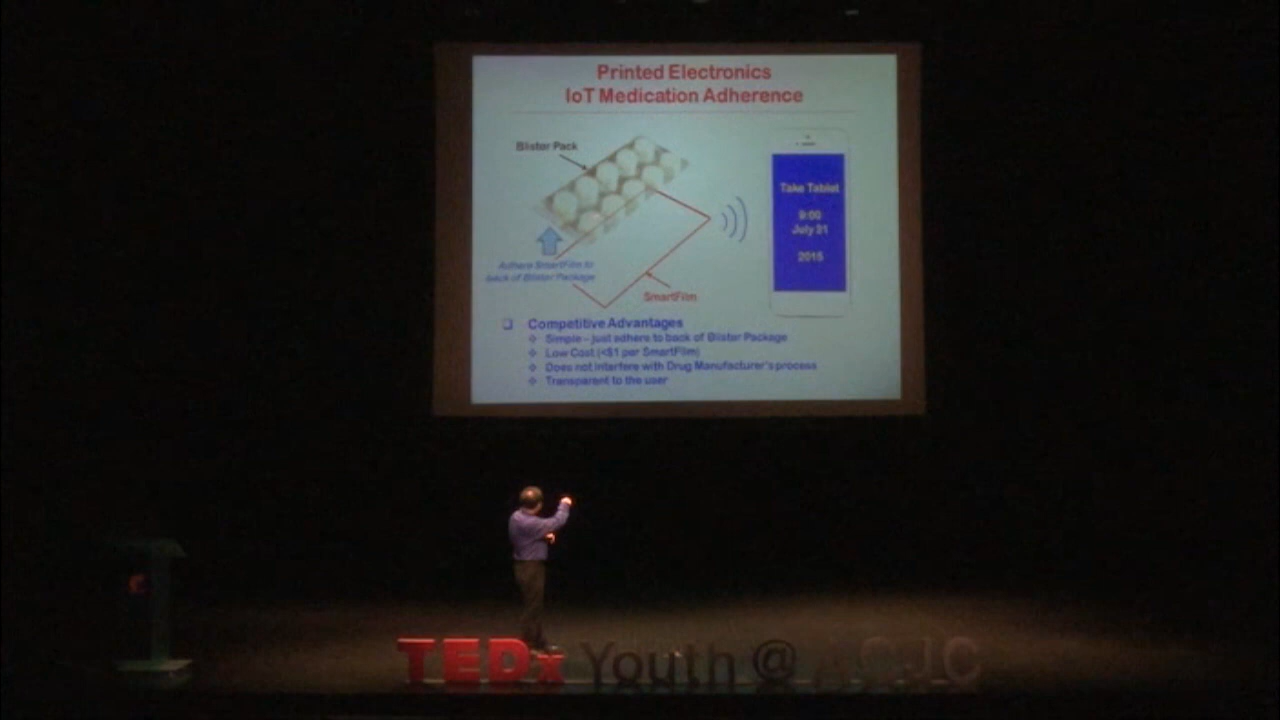 Printed Electronics
IoT Medication Adherence
Blister Pack
Take Tablet
9:00
July 31
2015
Adhere SmartFilm to
back of Blister Package
SmartFilm
Competitive Advantages
Simple – just adhere to back of Blister Package
Low Cost (<$1 per SmartFilm)
Does not interfere with Drug Manufacturer's process
Transparent to the user
TEDx Youth @ ACJC